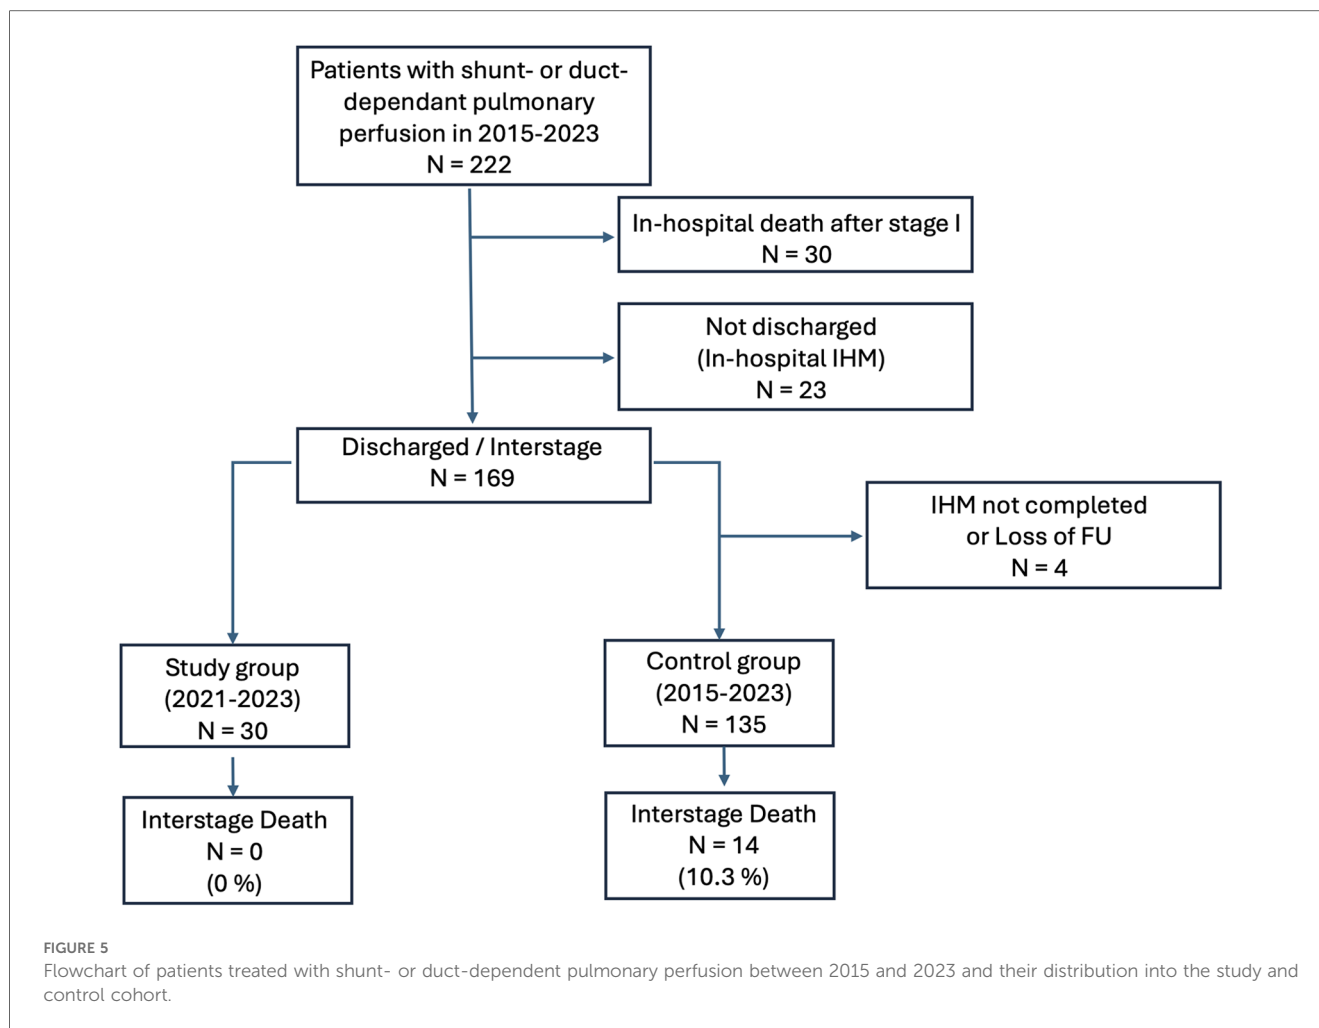 Patients with shunt- or duct-
dependant pulmonary
perfusion in 2015-2023
N = 222
In-hospital death after stage I
N = 30
Not discharged
(In-hospital IHM)
N = 23
Discharged / Interstage
N = 169
IHM not completed
or Loss of FU
N = 4
Study group
(2021-2023)
N = 30
Control group
(2015-2023)
N = 135
Interstage Death
N = 0
(0 %)
Interstage Death
N = 14
(10.3 %)
FIGURE 5
Flowchart of patients treated with shunt- or duct-dependent pulmonary perfusion between 2015 and 2023 and their distribution into the study and
control cohort.